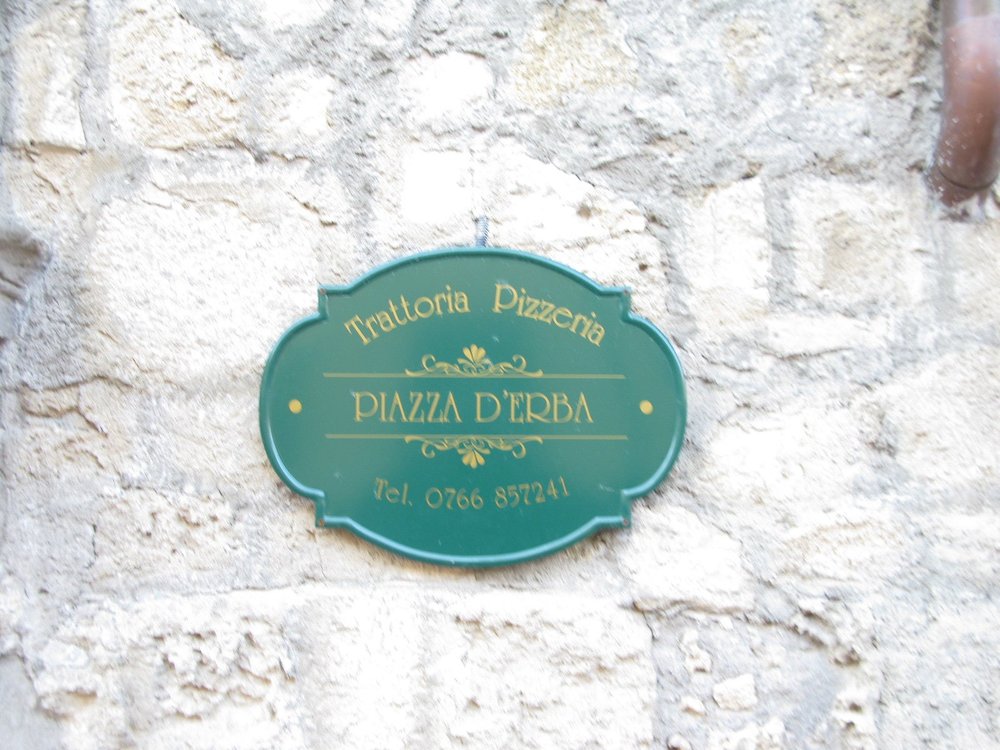 Trattoria Pizzeria
PIAZZA D'ERBA
Tel. 0766 857241